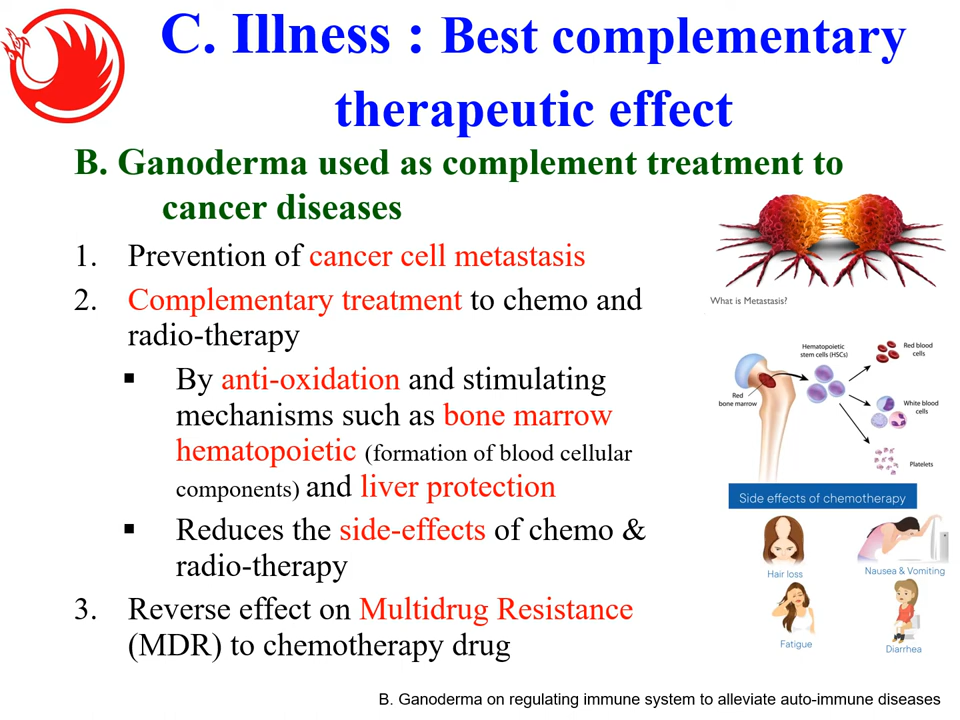 C. Illness : Best complementary
therapeutic effect
B. Ganoderma used as complement treatment to
cancer diseases
1. Prevention of cancer cell metastasis
2. Complementary treatment to chemo and
radio-therapy
▪ By anti-oxidation and stimulating
mechanisms such as bone marrow
hematopoietic (formation of blood cellular
components) and liver protection
▪ Reduces the side-effects of chemo &
radio-therapy
3. Reverse effect on Multidrug Resistance
(MDR) to chemotherapy drug
What is Metastasis?
Hematopoietic
stem cells (HSCs)
Red blood
cells
Red
bone marrow
White blood
cells
Platelets
Side effects of chemotherapy
Hair loss
Nausea & Vomiting
Fatigue
Diarrhea
B. Ganoderma on regulating immune system to alleviate auto-immune diseases